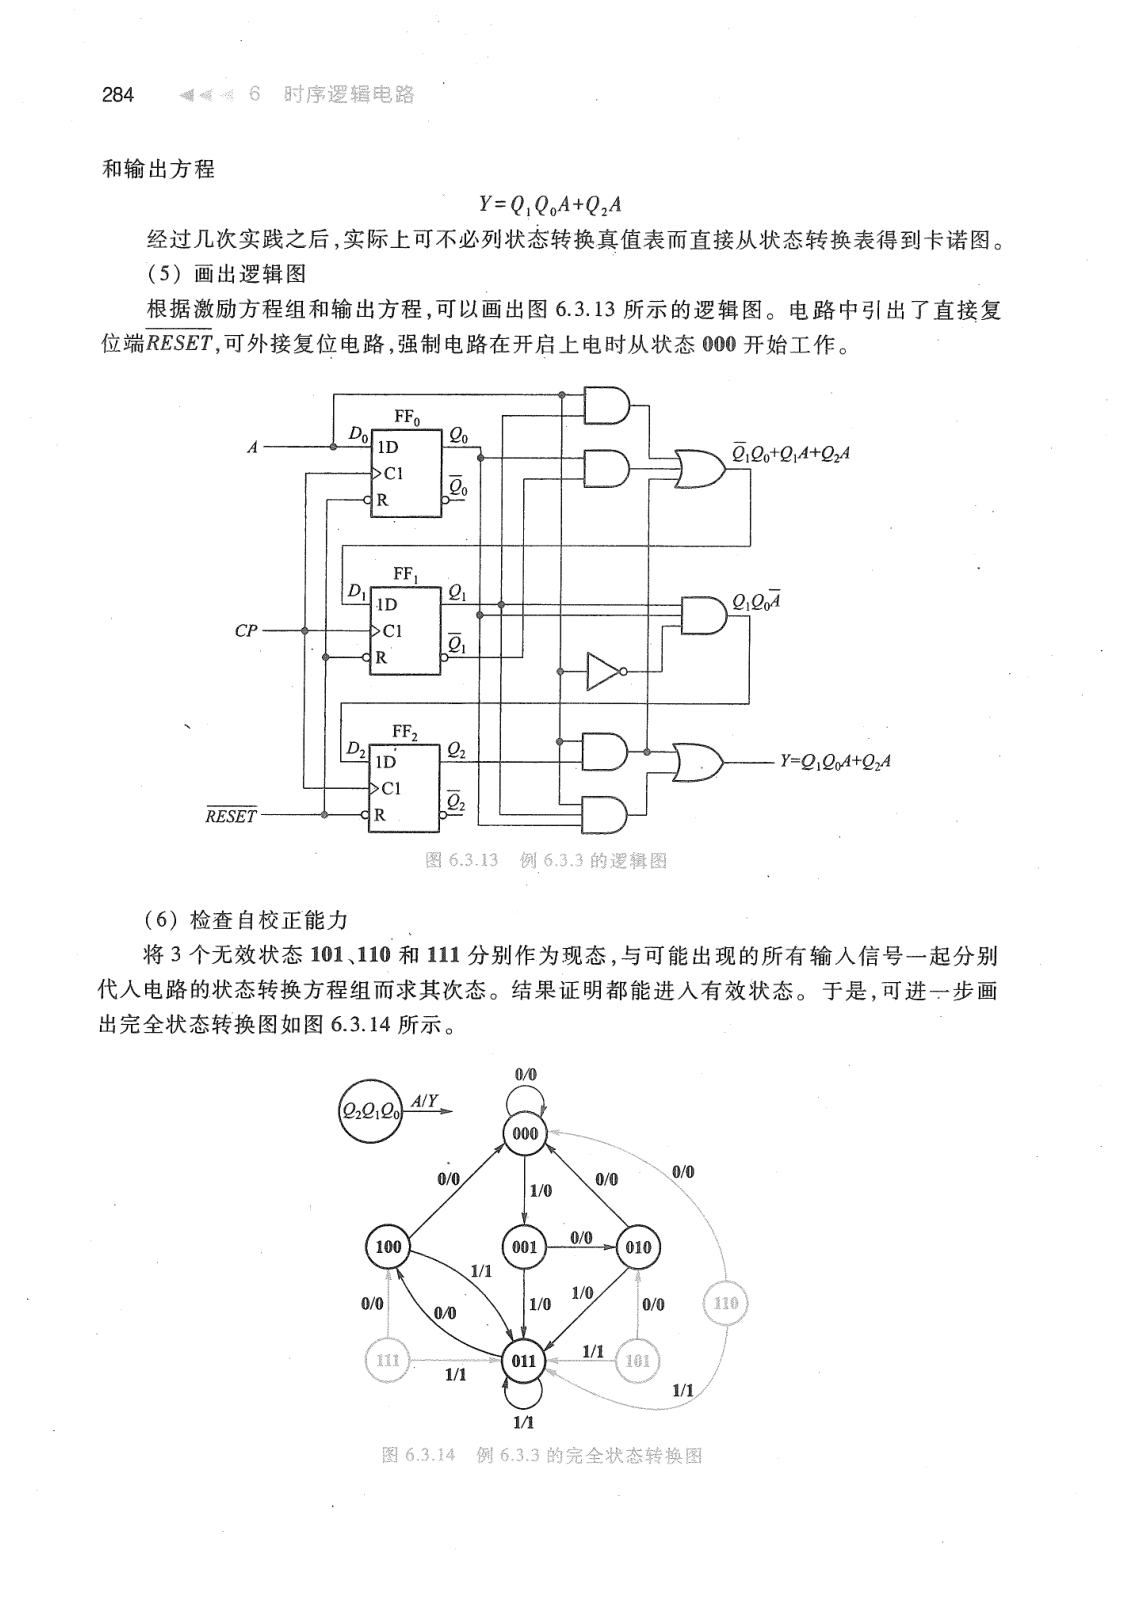 284 6 时序逻辑电路
和输出方程
Y=Q₁Q₀A+Q₂A
经过几次实践之后,实际上可不必列状态转换真值表而直接从状态转换表得到卡诺图。
(5) 画出逻辑图
根据激励方程组和输出方程,可以画出图 6.3.13 所示的逻辑图。电路中引出了直接复
位端R̅E̅S̅E̅T̅,可外接复位电路,强制电路在开启上电时从状态 000 开始工作。
A
FF₀
D₀
1D
C1
R
Q₀
Q̅₀
Q̅₁Q₀+Q₁A+Q₂A
CP
FF₁
D₁
1D
C1
R
Q₁
Q̅₁
Q₁Q₀A̅
R̅E̅S̅E̅T̅
FF₂
D₂
1D
C1
R
Q₂
Q̅₂
Y=Q₁Q₀A+Q₂A
图 6.3.13 例 6.3.3 的逻辑图
(6) 检查自校正能力
将 3 个无效状态 101、110 和 111 分别作为现态,与可能出现的所有输入信号一起分别
代入电路的状态转换方程组而求其次态。结果证明都能进入有效状态。于是,可进一步画
出完全状态转换图如图 6.3.14 所示。
Q₂Q₁Q₀
A/Y
0/0
000
0/0
1/0
0/0
0/0
100
001
0/0
010
1/1
0/0
0/0
1/0
1/0
0/0
110
111
1/1
011
1/1
101
1/1
1/1
图 6.3.14 例 6.3.3 的完全状态转换图